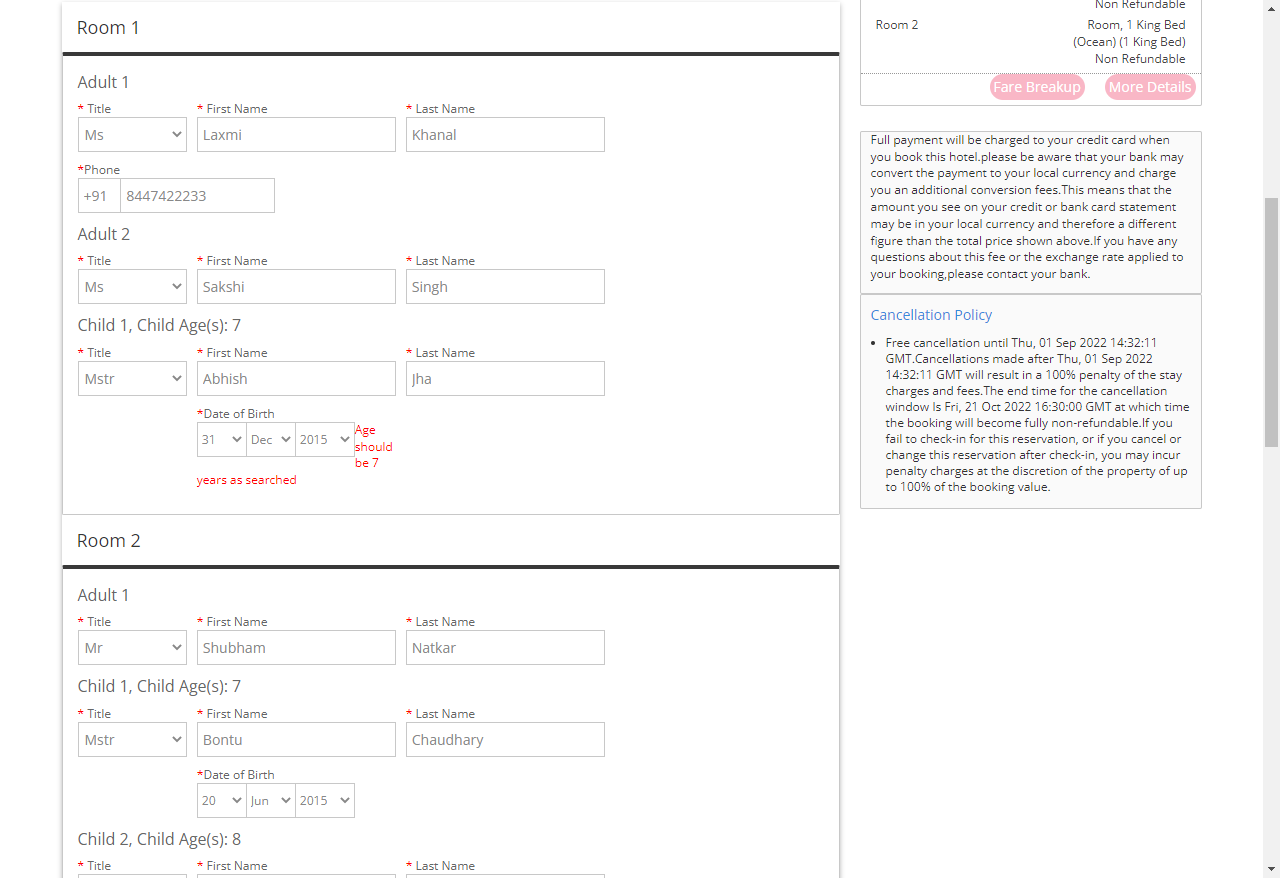 Room 1
Adult 1
* Title * First Name * Last Name
Ms Laxmi Khanal
*Phone
+91 8447422233
Adult 2
* Title * First Name * Last Name
Ms Sakshi Singh
Child 1, Child Age(s): 7
* Title * First Name * Last Name
Mstr Abhish Jha
*Date of Birth
31 Dec 2015 Age
should
be 7
years as searched
Room 2
Adult 1
* Title * First Name * Last Name
Mr Shubham Natkar
Child 1, Child Age(s): 7
* Title * First Name * Last Name
Mstr Bontu Chaudhary
*Date of Birth
20 Jun 2015
Child 2, Child Age(s): 8
* Title * First Name * Last Name
Non Refundable
Room 2 Room, 1 King Bed
(Ocean) (1 King Bed)
Non Refundable
Fare Breakup More Details
Full payment will be charged to your credit card when
you book this hotel.please be aware that your bank may
convert the payment to your local currency and charge
you an additional conversion fees.This means that the
amount you see on your credit or bank card statement
may be in your local currency and therefore a different
figure than the total price shown above.If you have any
questions about this fee or the exchange rate applied to
your booking,please contact your bank.
Cancellation Policy
• Free cancellation until Thu, 01 Sep 2022 14:32:11
GMT.Cancellations made after Thu, 01 Sep 2022
14:32:11 GMT will result in a 100% penalty of the stay
charges and fees.The end time for the cancellation
window Is Fri, 21 Oct 2022 16:30:00 GMT at which time
the booking will become fully non-refundable.If you
fail to check-in for this reservation, or if you cancel or
change this reservation after check-in, you may incur
penalty charges at the discretion of the property of up
to 100% of the booking value.